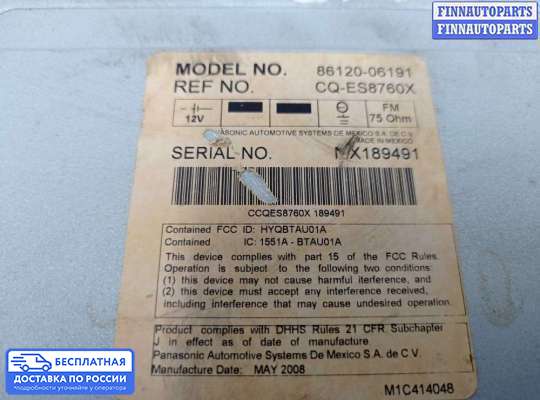 FINNAUTOPARTS
FINNAUTOPARTS
MODEL NO. 86120-06191
REF NO. CQ-ES8760X
12V FM 75 Ohm
PANASONIC AUTOMOTIVE SYSTEMS DE MEXICO S.A. DE C.V.
MADE IN MEXICO
SERIAL NO. X189491
CCQES8760X 189491
Contained FCC ID: HYQBTAU01A
Contained IC: 1551A - BTAU01A
This device complies with part 15 of the FCC Rules.
Operation is subject to the following two conditions:
(1) this device may not cause harmful interference, and
(2) this device must accept any interference received,
including interference that may cause undesired operation.
Product complies with DHHS Rules 21 CFR Subchapter
J in effect as of date of manufacture
Panasonic Automotive Systems De Mexico S.A. de C V.
Manufacture Date: MAY 2008
M1C414048
БЕСПЛАТНАЯ
ДОСТАВКА ПО РОССИИ